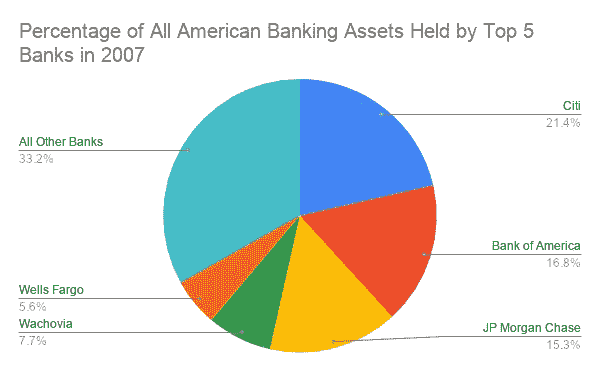 Percentage of All American Banking Assets Held by Top 5
Banks in 2007
Citi
21.4%
All Other Banks
33.2%
Bank of America
16.8%
Wells Fargo
5.6%
Wachovia
7.7%
JP Morgan Chase
15.3%